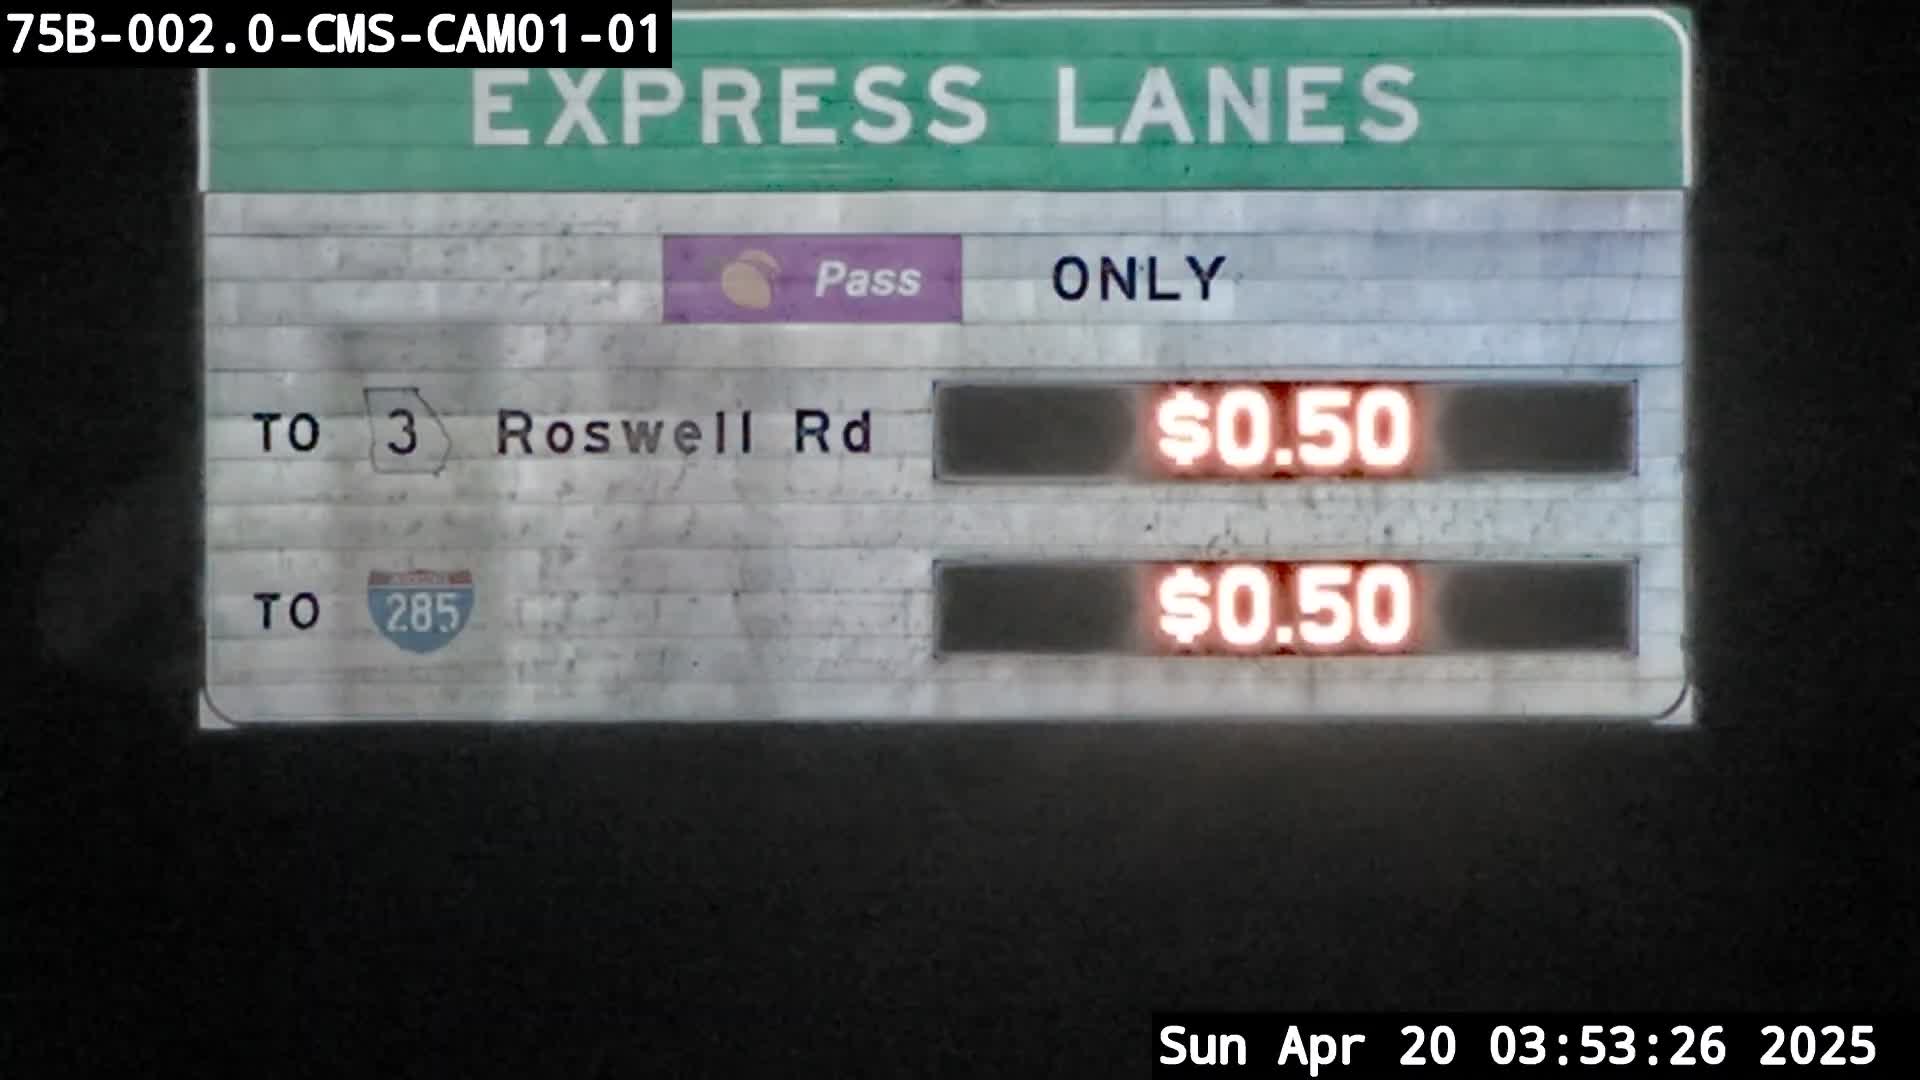 75B-002.0-CMS-CAM01-01
EXPRESS LANES
Pass ONLY
TO 3 Roswell Rd $0.50
TO 285 $0.50
Sun Apr 20 03:53:26 2025